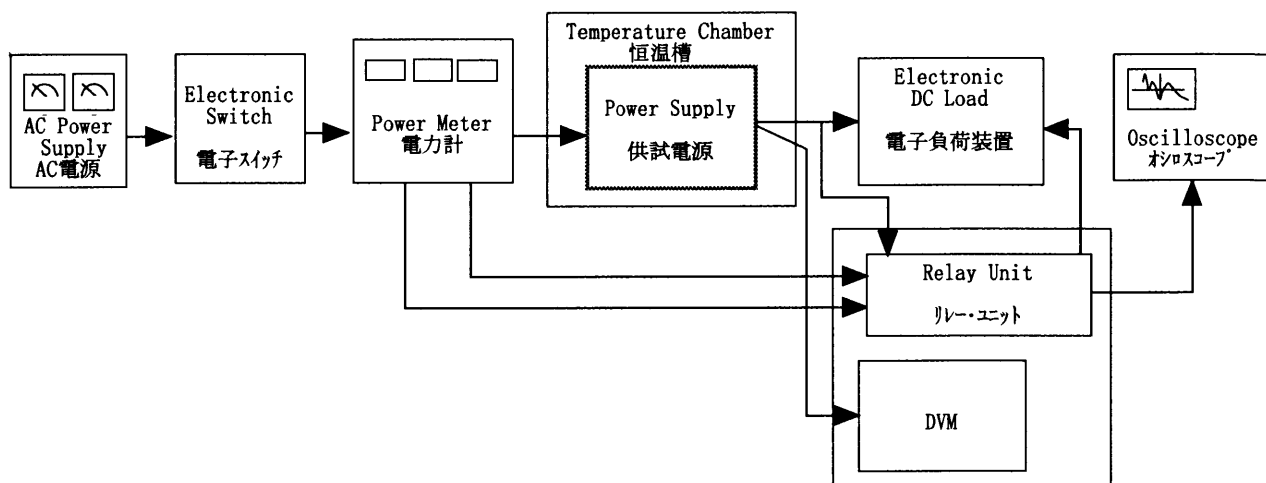 AC Power
Supply
AC電源
Electronic
Switch
電子スイッチ
Power Meter
電力計
Temperature Chamber
恒温槽
Power Supply
供試電源
Electronic
DC Load
電子負荷装置
Oscilloscope
オシロスコープ
Relay Unit
リレー・ユニット
DVM